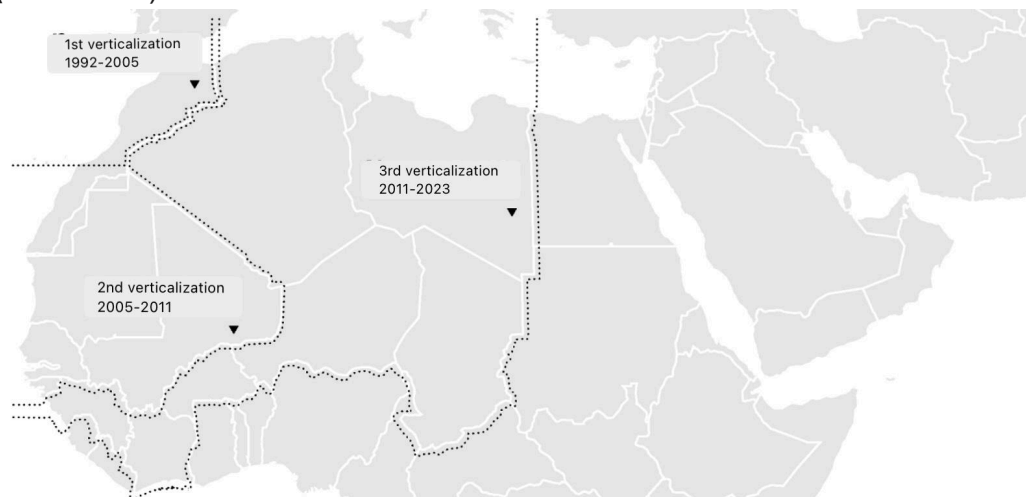 1st verticalization
1992-2005
3rd verticalization
2011-2023
2nd verticalization
2005-2011